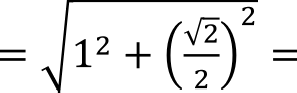 = √(1² + (√2/2)²) =